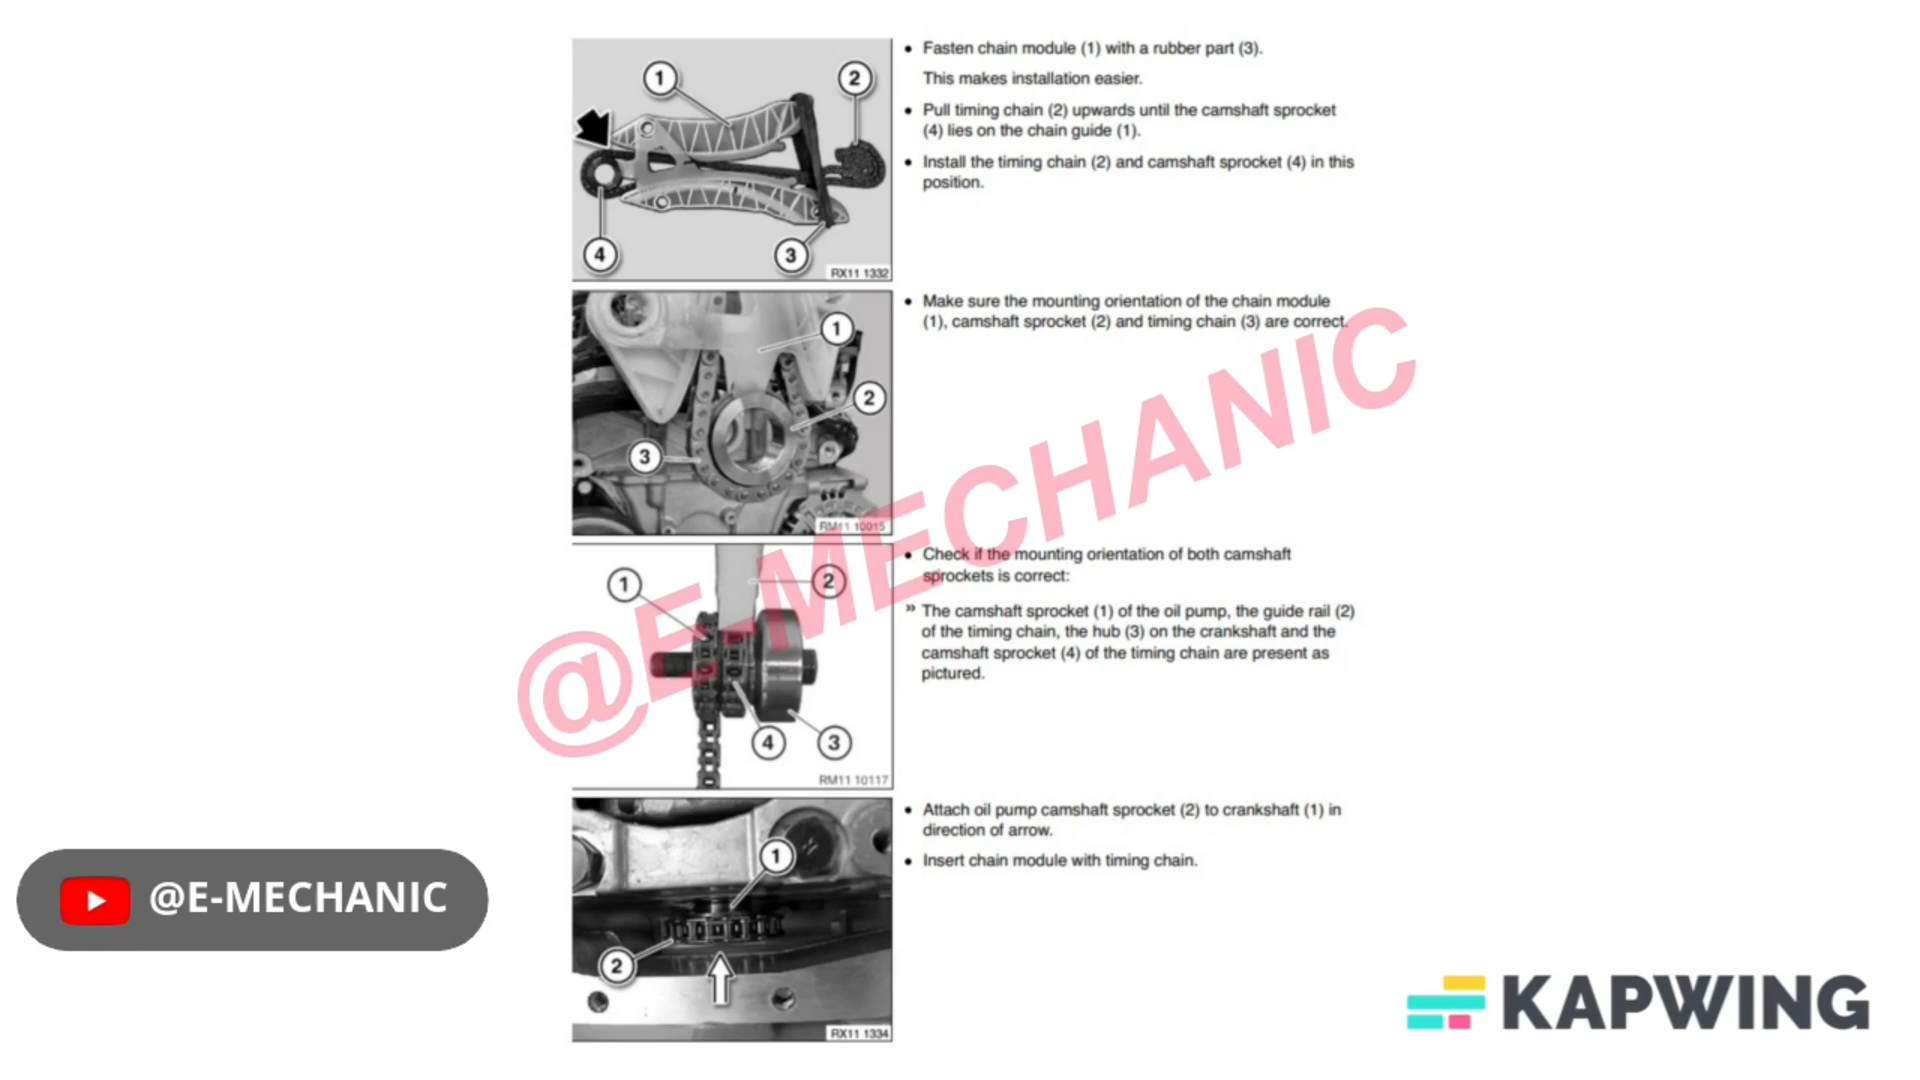 1
2
4
3
RX11 1332
• Fasten chain module (1) with a rubber part (3).
This makes installation easier.
• Pull timing chain (2) upwards until the camshaft sprocket
(4) lies on the chain guide (1).
• Install the timing chain (2) and camshaft sprocket (4) in this
position.
1
2
3
RM11 10015
• Make sure the mounting orientation of the chain module
(1), camshaft sprocket (2) and timing chain (3) are correct.
1
2
4
3
RM11 10117
• Check if the mounting orientation of both camshaft
sprockets is correct:
» The camshaft sprocket (1) of the oil pump, the guide rail (2)
of the timing chain, the hub (3) on the crankshaft and the
camshaft sprocket (4) of the timing chain are present as
pictured.
1
2
RX11 1334
• Attach oil pump camshaft sprocket (2) to crankshaft (1) in
direction of arrow.
• Insert chain module with timing chain.
@E-MECHANIC
@E-MECHANIC
KAPWING